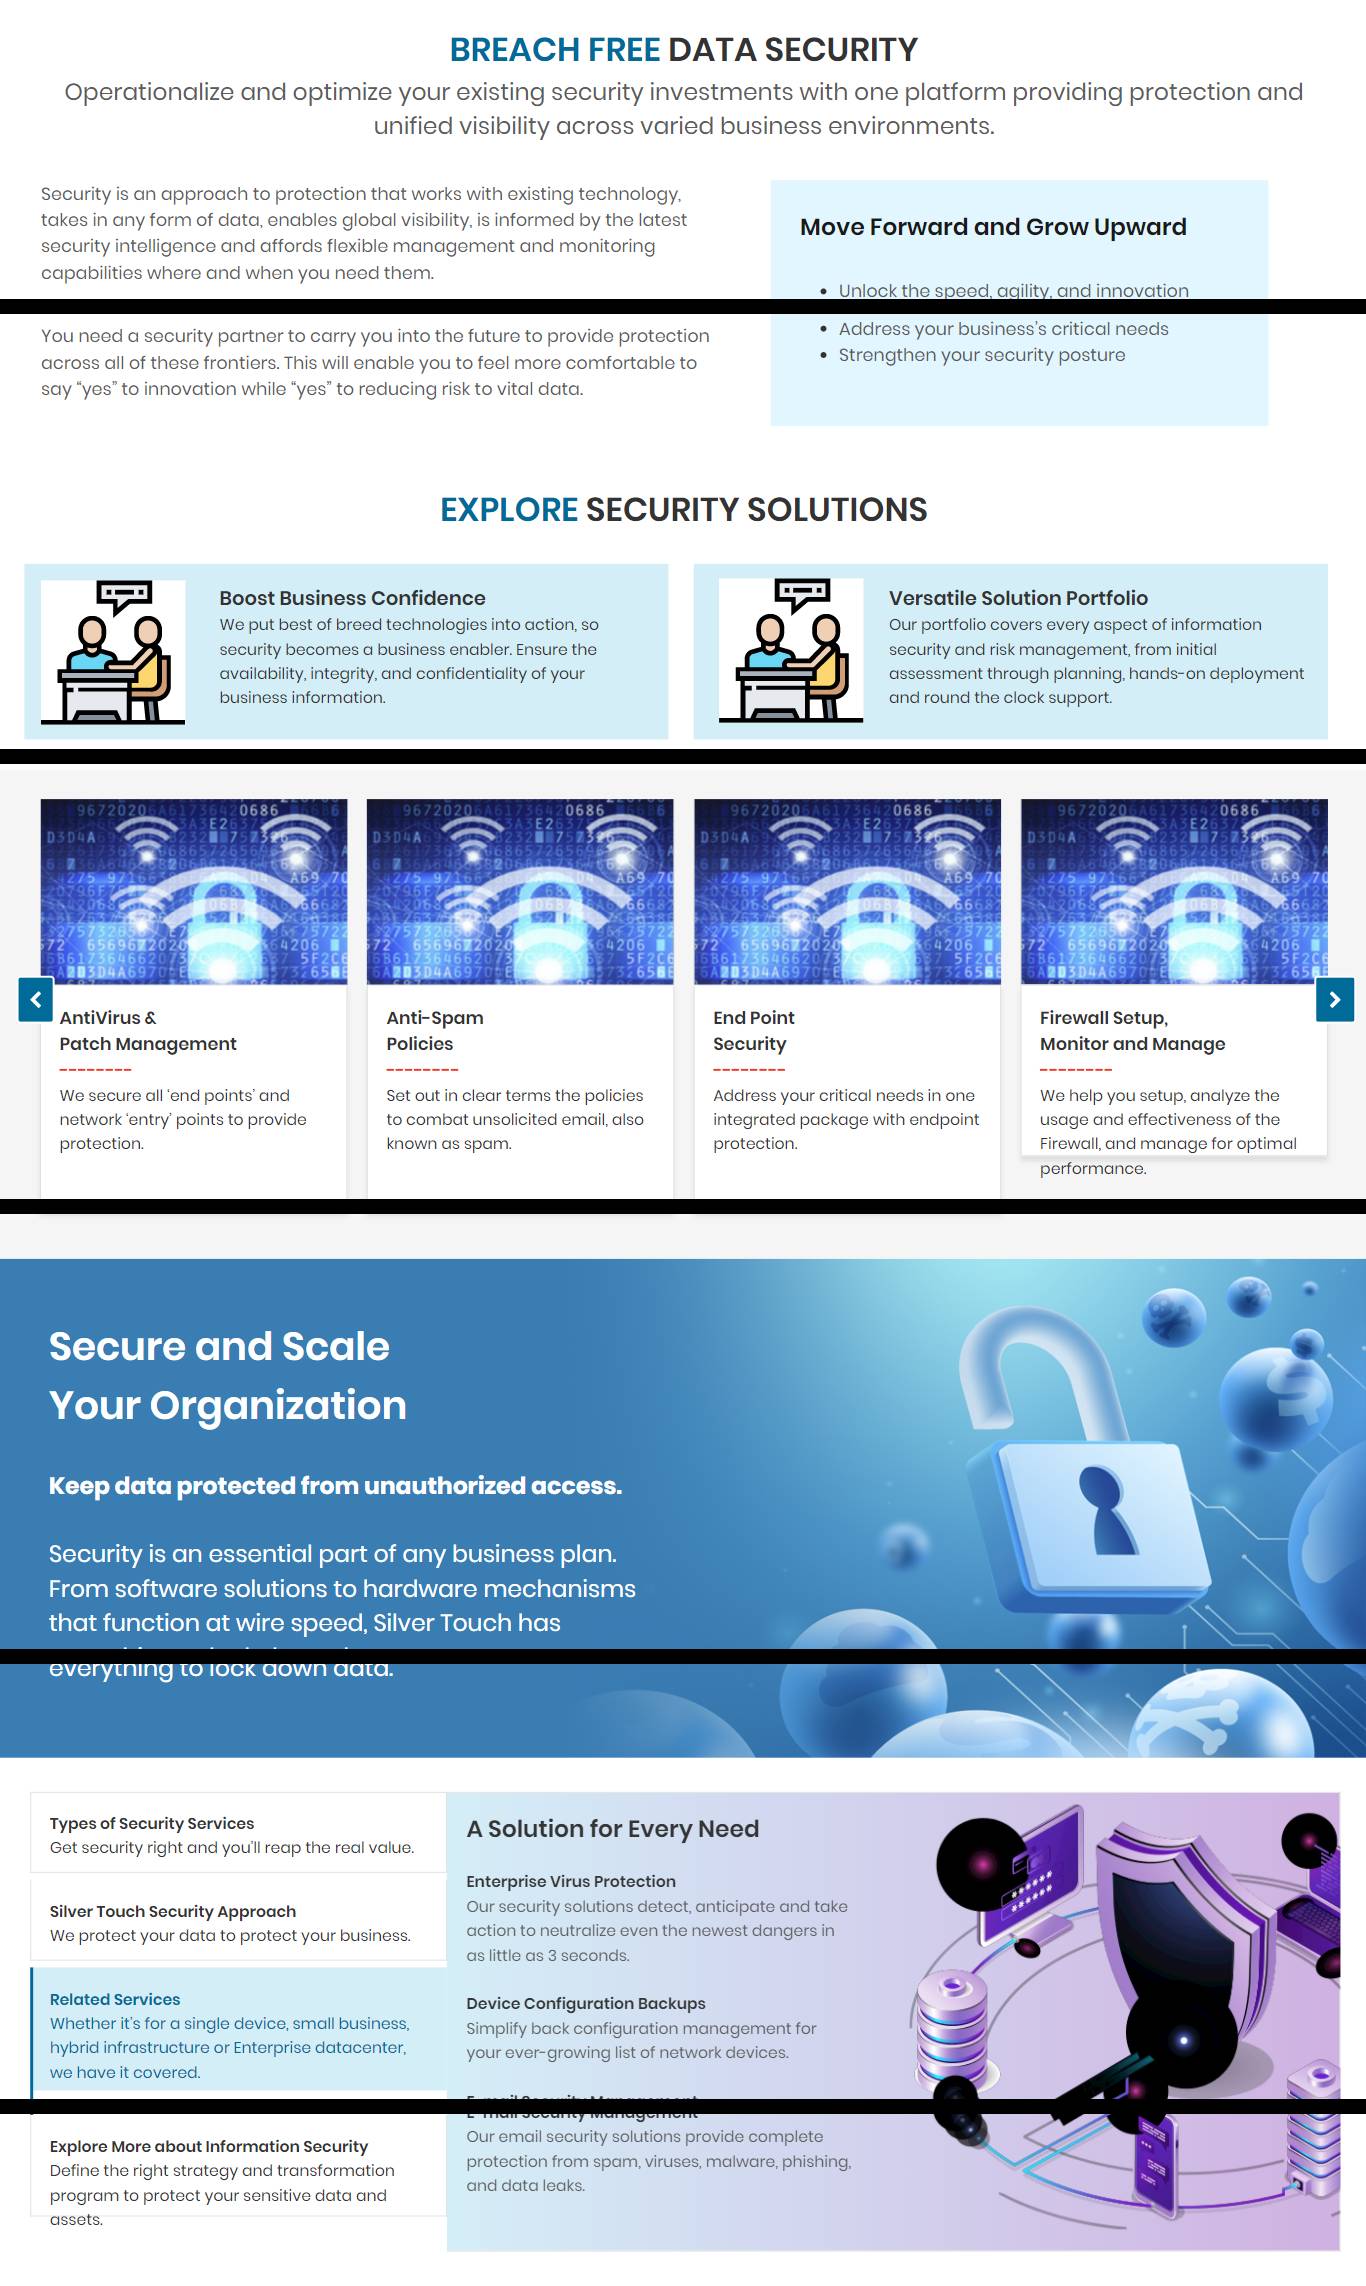 BREACH FREE DATA SECURITY
Operationalize and optimize your existing security investments with one platform providing protection and
unified visibility across varied business environments.
Security is an approach to protection that works with existing technology,
takes in any form of data, enables global visibility, is informed by the latest
security intelligence and affords flexible management and monitoring
capabilities where and when you need them.
You need a security partner to carry you into the future to provide protection
across all of these frontiers. This will enable you to feel more comfortable to
say “yes” to innovation while “yes” to reducing risk to vital data.
Move Forward and Grow Upward
• Unlock the speed, agility, and innovation
• Address your business's critical needs
• Strengthen your security posture
EXPLORE SECURITY SOLUTIONS
Boost Business Confidence
We put best of breed technologies into action, so
security becomes a business enabler. Ensure the
availability, integrity, and confidentiality of your
business information.
Versatile Solution Portfolio
Our portfolio covers every aspect of information
security and risk management, from initial
assessment through planning, hands-on deployment
and round the clock support.
AntiVirus &
Patch Management
We secure all ‘end points’ and
network ‘entry’ points to provide
protection.
Anti-Spam
Policies
Set out in clear terms the policies
to combat unsolicited email, also
known as spam.
End Point
Security
Address your critical needs in one
integrated package with endpoint
protection.
Firewall Setup,
Monitor and Manage
We help you setup, analyze the
usage and effectiveness of the
Firewall, and manage for optimal
performance.
Secure and Scale
Your Organization
Keep data protected from unauthorized access.
Security is an essential part of any business plan.
From software solutions to hardware mechanisms
that function at wire speed, Silver Touch has
everything to lock down data.
Types of Security Services
Get security right and you'll reap the real value.
Silver Touch Security Approach
We protect your data to protect your business.
Related Services
Whether it's for a single device, small business,
hybrid infrastructure or Enterprise datacenter,
we have it covered.
Explore More about Information Security
Define the right strategy and transformation
program to protect your sensitive data and
assets.
A Solution for Every Need
Enterprise Virus Protection
Our security solutions detect, anticipate and take
action to neutralize even the newest dangers in
as little as 3 seconds.
Device Configuration Backups
Simplify back configuration management for
your ever-growing list of network devices.
E-mail Security Management
Our email security solutions provide complete
protection from spam, viruses, malware, phishing,
and data leaks.